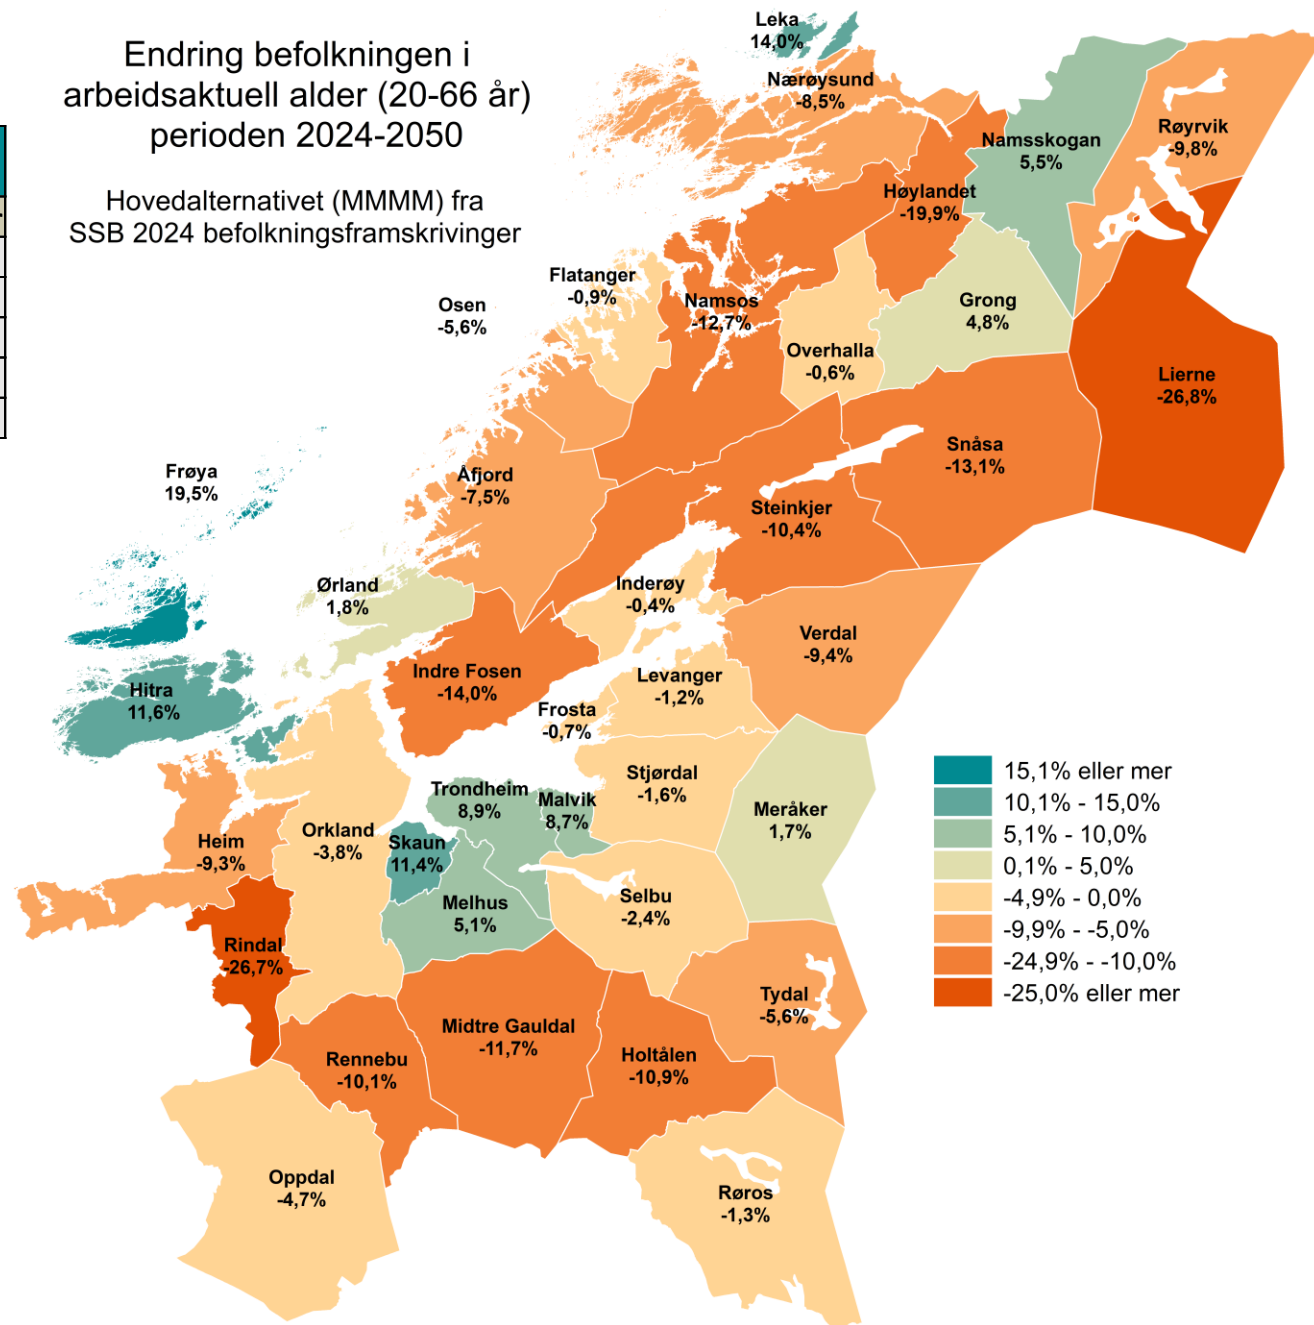 Endring befolkningen i
arbeidsaktuell alder (20-66 år)
perioden 2024-2050
Hovedalternativet (MMMM) fra
SSB 2024 befolkningsframskrivinger
Leka
14,0%
Nærøysund
-8,5%
Namsskogan
5,5%
Røyrvik
-9,8%
Høylandet
-19,9%
Flatanger
-0,9%
Osen
-5,6%
Namsos
-12,7%
Grong
4,8%
Overhalla
-0,6%
Lierne
-26,8%
Snåsa
-13,1%
Frøya
19,5%
Åfjord
-7,5%
Steinkjer
-10,4%
Ørland
1,8%
Inderøy
-0,4%
Verdal
-9,4%
Indre Fosen
-14,0%
Levanger
-1,2%
Hitra
11,6%
Frosta
-0,7%
Stjørdal
-1,6%
Trondheim
8,9%
Malvik
8,7%
Meråker
1,7%
Orkland
-3,8%
Skaun
11,4%
Heim
-9,3%
Melhus
5,1%
Selbu
-2,4%
Rindal
-26,7%
Tydal
-5,6%
Midtre Gauldal
-11,7%
Holtålen
-10,9%
Rennebu
-10,1%
Oppdal
-4,7%
Røros
-1,3%
15,1% eller mer
10,1% - 15,0%
5,1% - 10,0%
0,1% - 5,0%
-4,9% - 0,0%
-9,9% - -5,0%
-24,9% - -10,0%
-25,0% eller mer